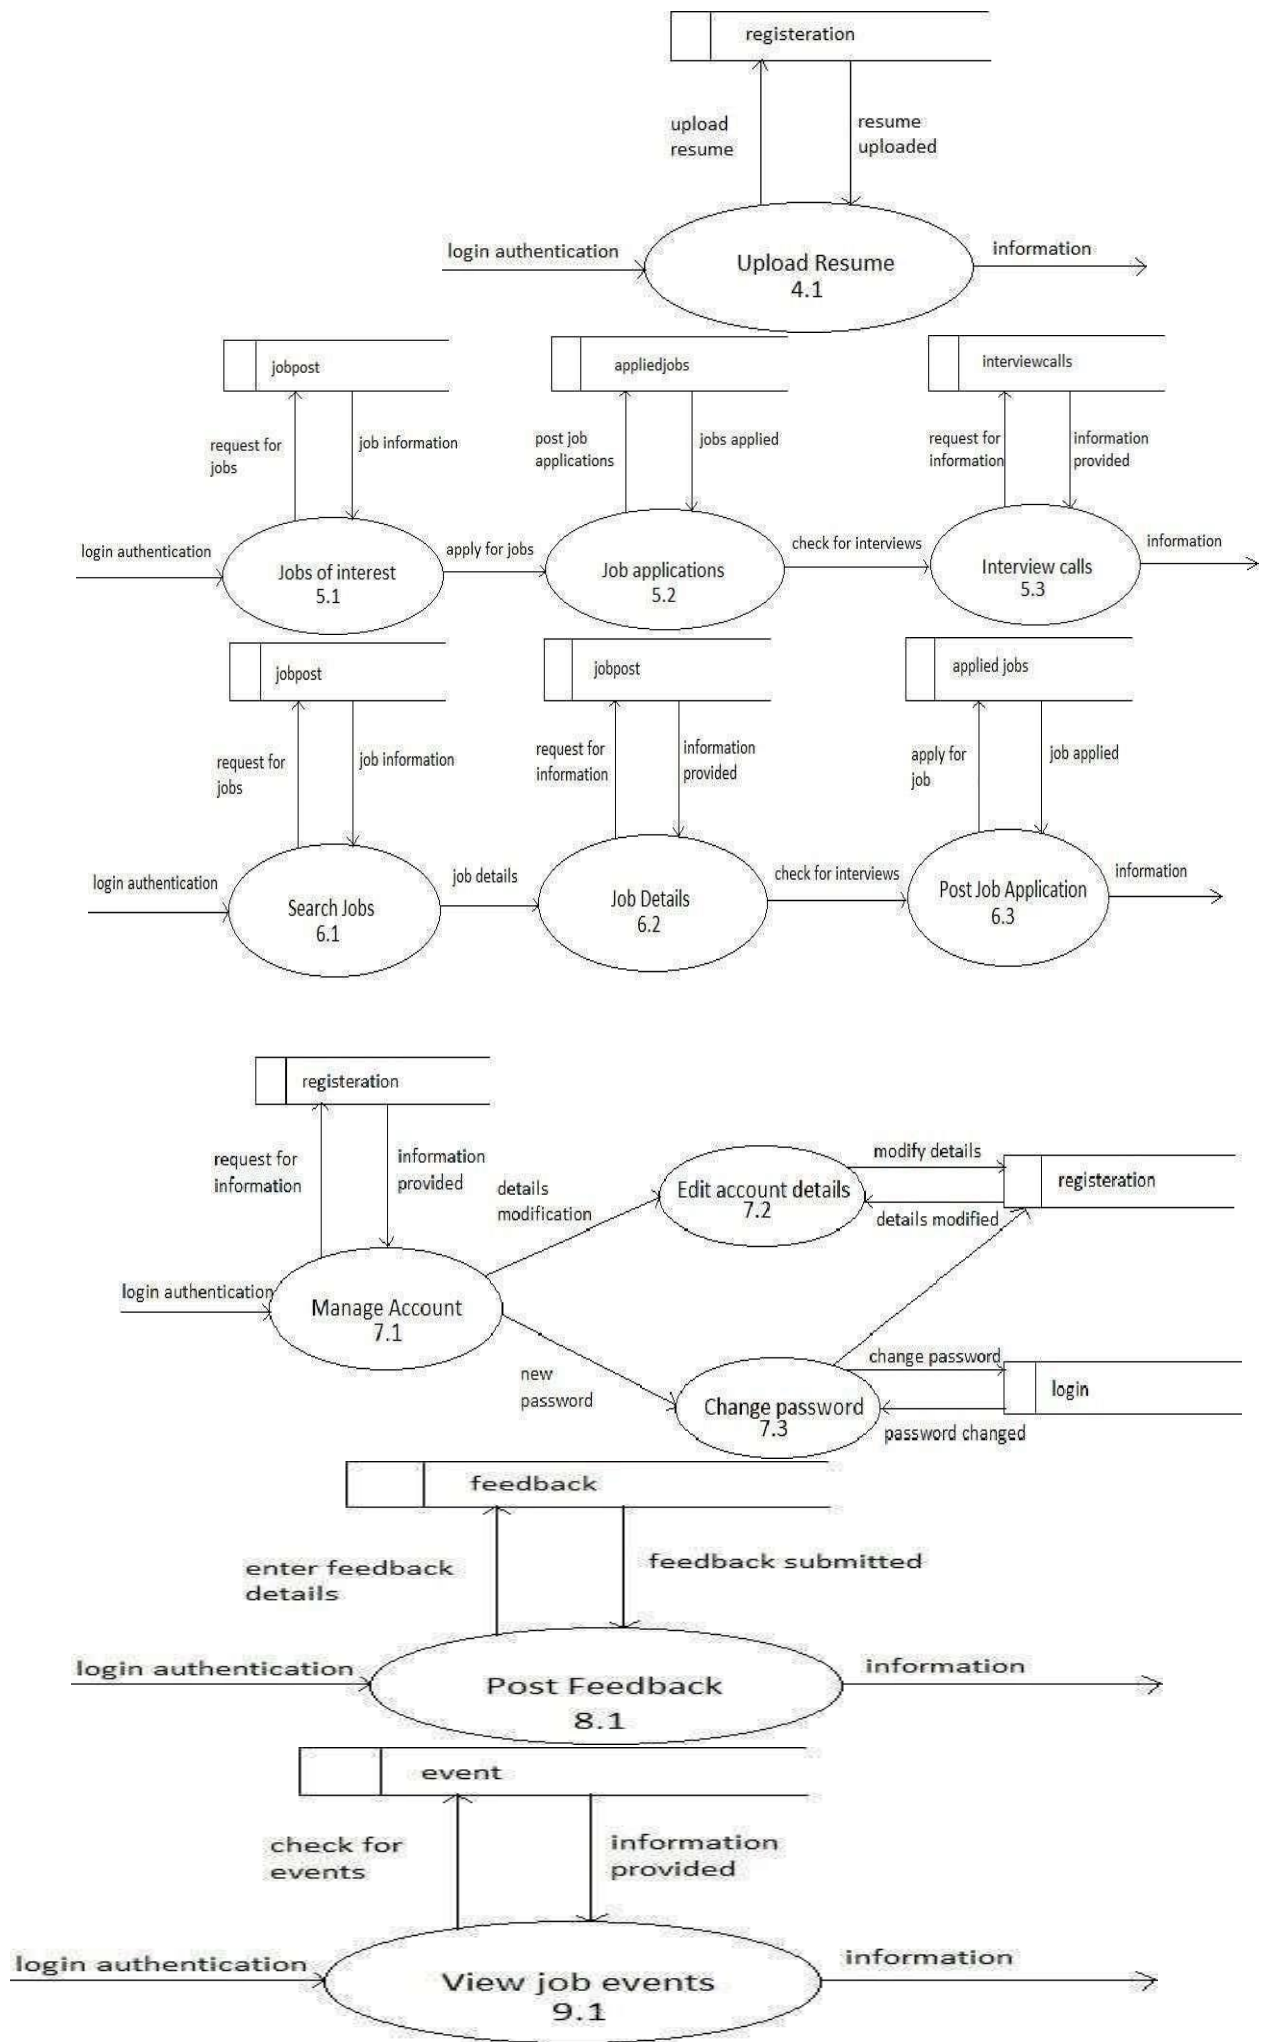 registeration
upload
resume
resume
uploaded
login authentication
Upload Resume
4.1
information
jobpost
appliedjobs
interviewcalls
request for
jobs
job information
post job
applications
jobs applied
request for
information
information
provided
login authentication
Jobs of interest
5.1
apply for jobs
Job applications
5.2
check for interviews
Interview calls
5.3
information
jobpost
jobpost
applied jobs
request for
jobs
job information
request for
information
information
provided
apply for
job
job applied
login authentication
Search Jobs
6.1
job details
Job Details
6.2
check for interviews
Post Job Application
6.3
information
registeration
request for
information
information
provided
details
modification
Edit account details
7.2
modify details
details modified
registeration
login authentication
Manage Account
7.1
new
password
Change password
7.3
change password
password changed
login
feedback
enter feedback
details
feedback submitted
login authentication
Post Feedback
8.1
information
event
check for
events
information
provided
login authentication
View job events
9.1
information